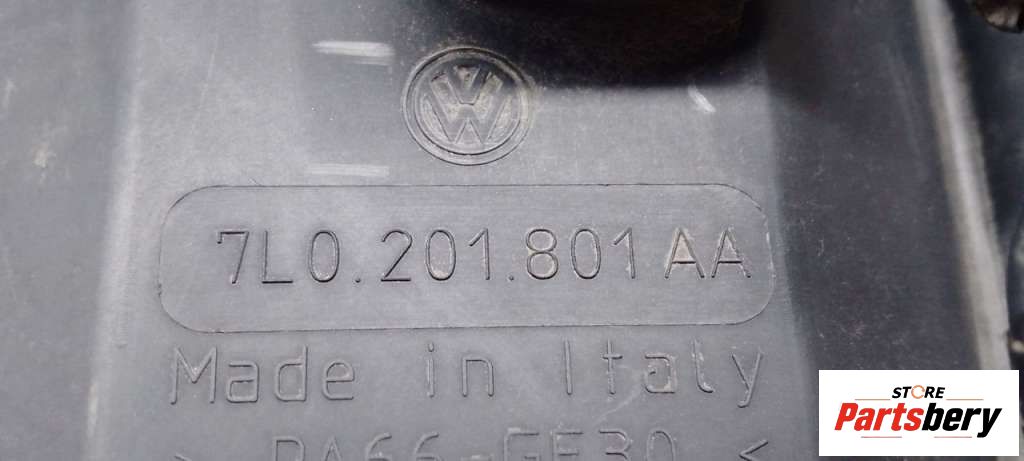 7L0.201.801 AA
Made in Italy
> PA66-GF30 <
STORE
Partsbery